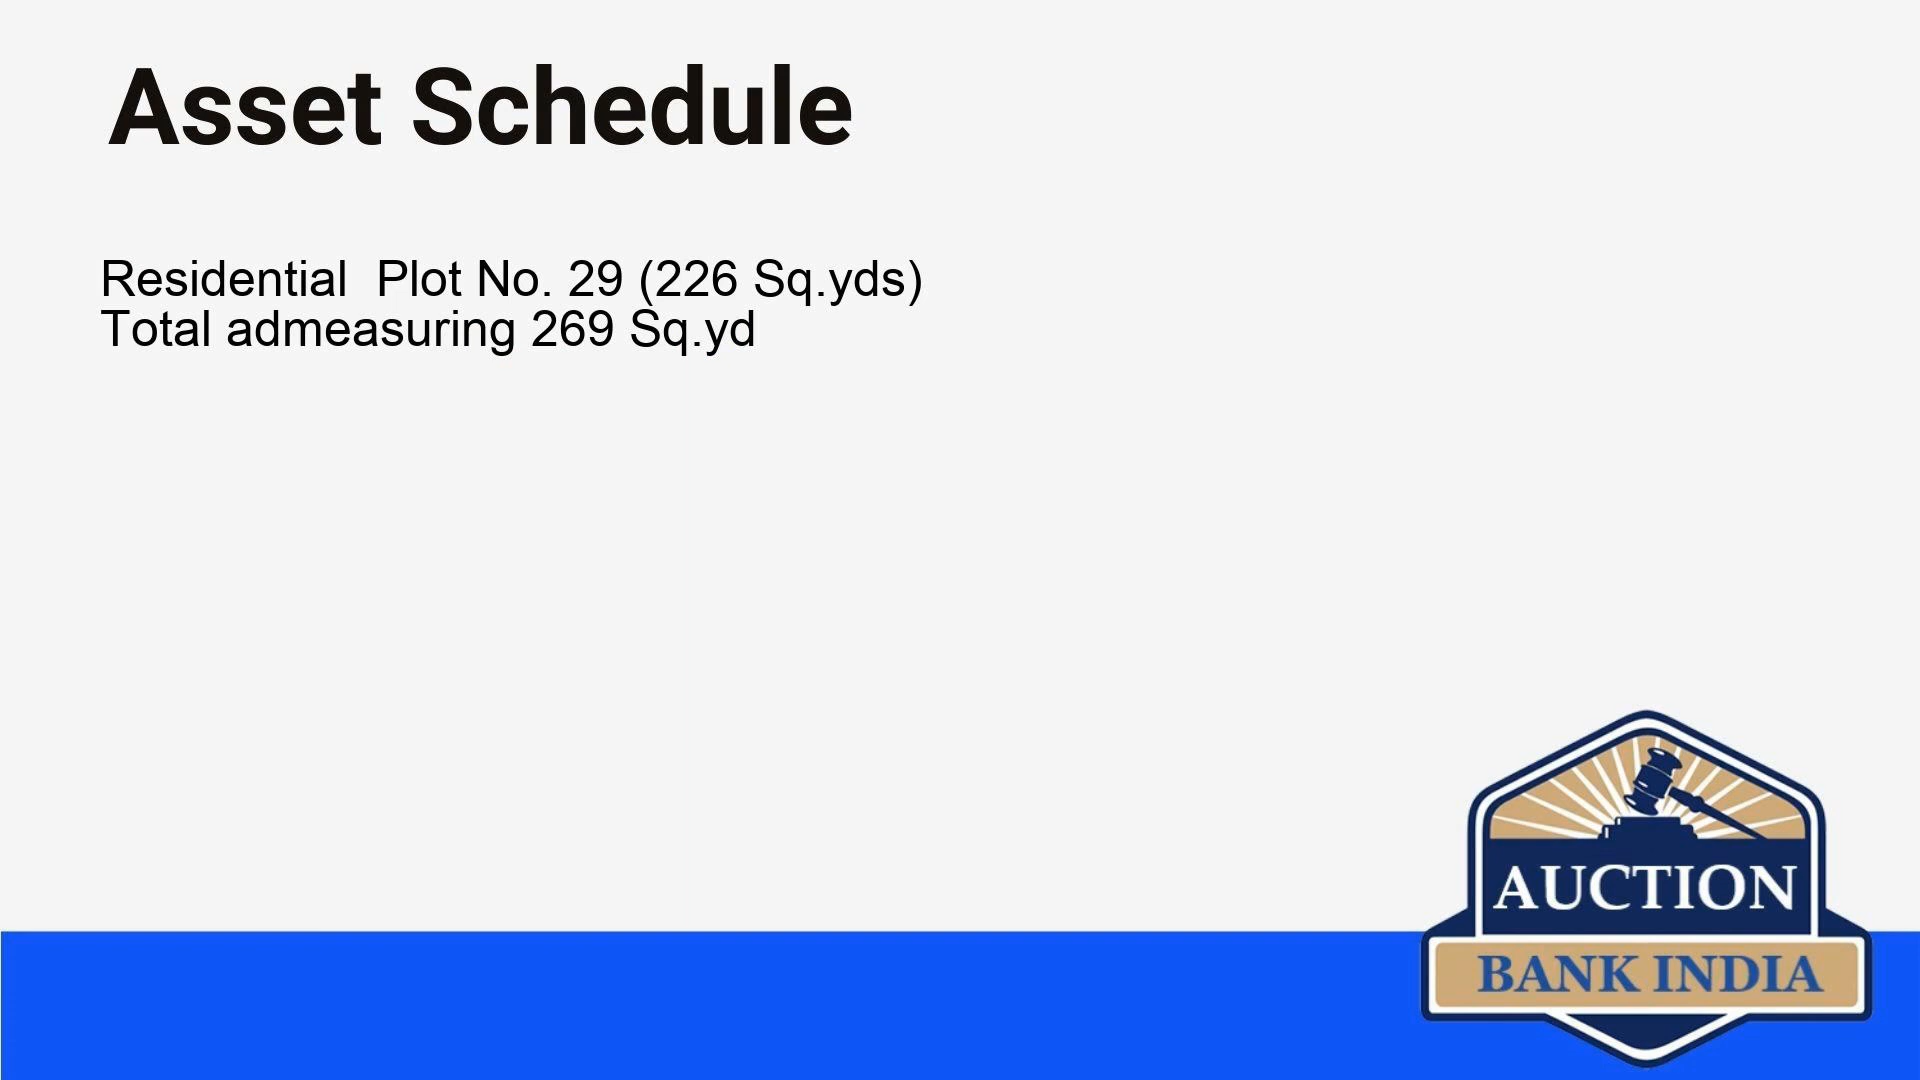 Asset Schedule
Residential  Plot No. 29 (226 Sq.yds)
Total admeasuring 269 Sq.yd
AUCTION
BANK INDIA